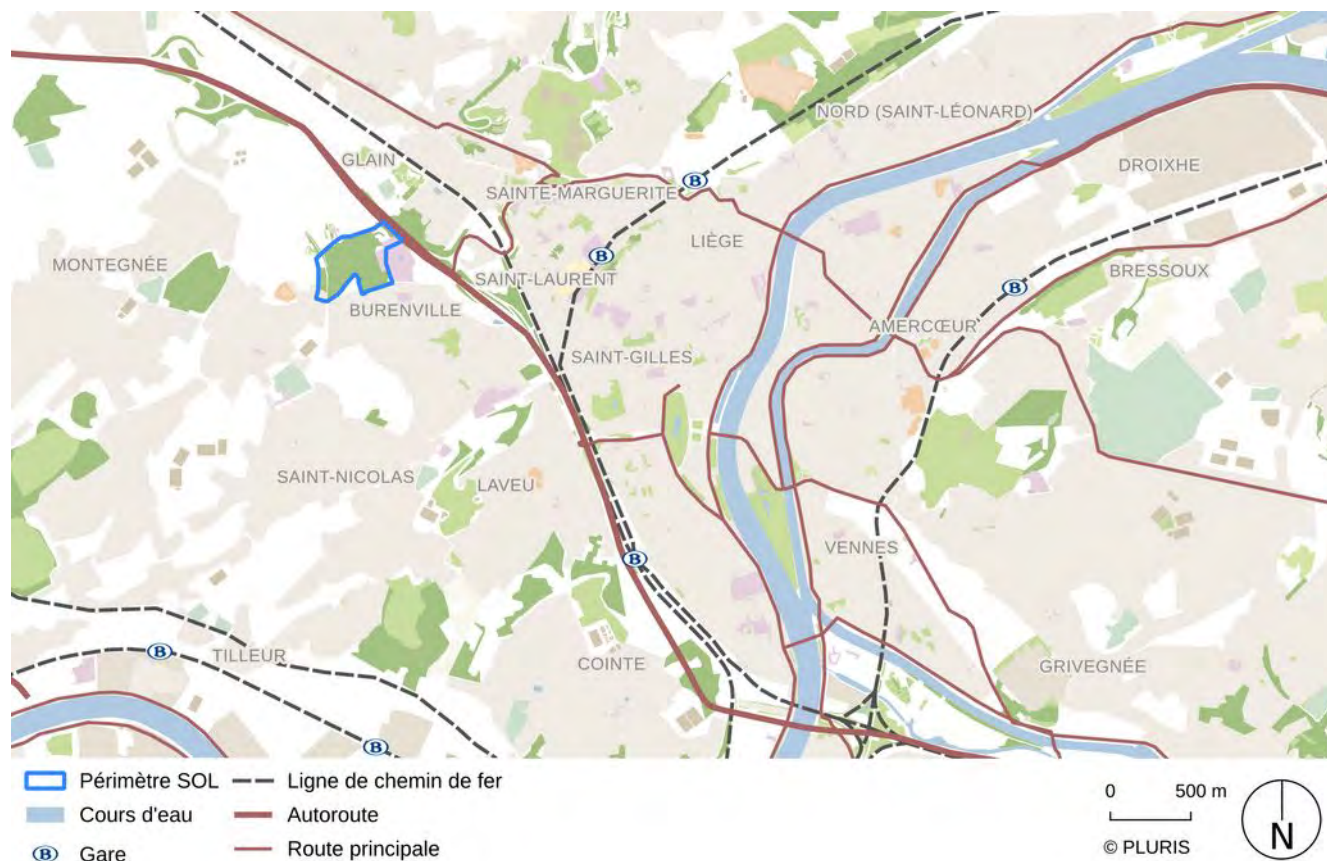 NORD (SAINT-LÉONARD)
GLAIN
DROIXHE
SAINTE-MARGUERITE
B
LIÈGE
MONTEGNÉE
B
SAINT-LAURENT
BRESSOUX
B
BURENVILLE
AMERCŒUR
SAINT-GILLES
SAINT-NICOLAS
LAVEU
VENNES
B
TILLEUR
B
COINTE
GRIVEGNÉE
B
Périmètre SOL
Ligne de chemin de fer
Cours d'eau
Autoroute
B Gare
Route principale
0 500 m
© PLURIS
N